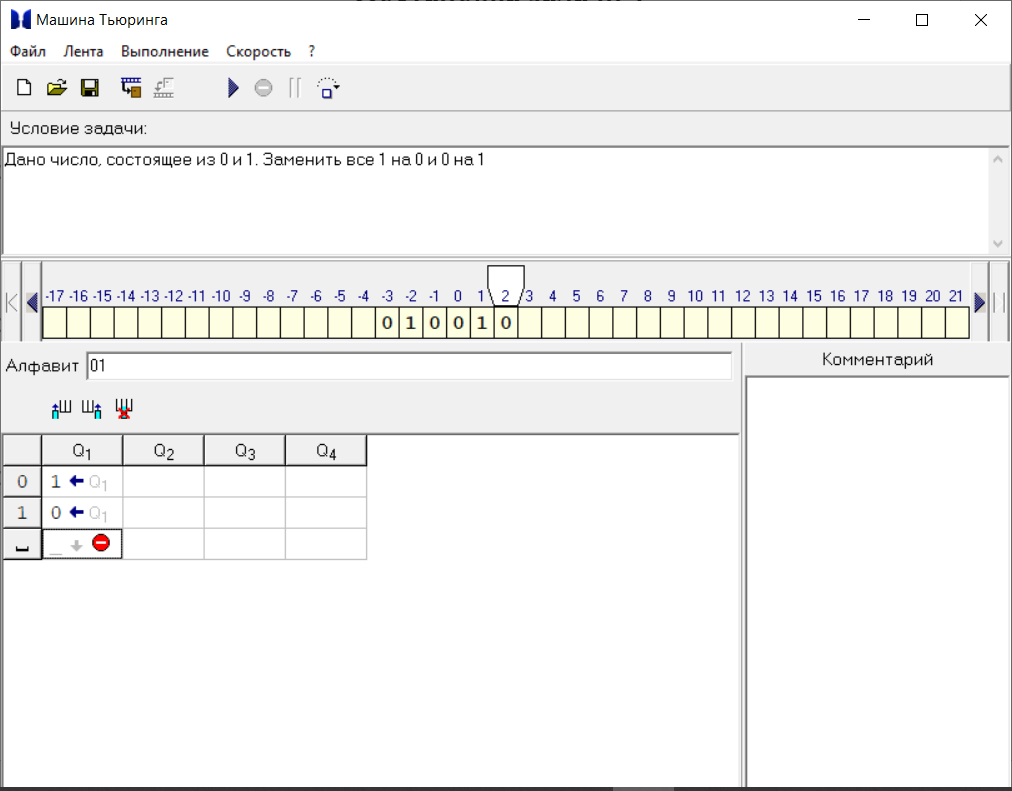 Машина Тьюринга
Файл Лента Выполнение Скорость ?
Условие задачи:
Дано число, состоящее из 0 и 1. Заменить все 1 на 0 и 0 на 1
-17 -16 -15 -14 -13 -12 -11 -10 -9 -8 -7 -6 -5 -4 -3 -2 -1 0 1 2 3 4 5 6 7 8 9 10 11 12 13 14 15 16 17 18 19 20 21
0 1 0 0 1 0
Алфавит 01
Комментарий
Q1 Q2 Q3 Q4
0 1 ← Q1
1 0 ← Q1
_ _ ↓